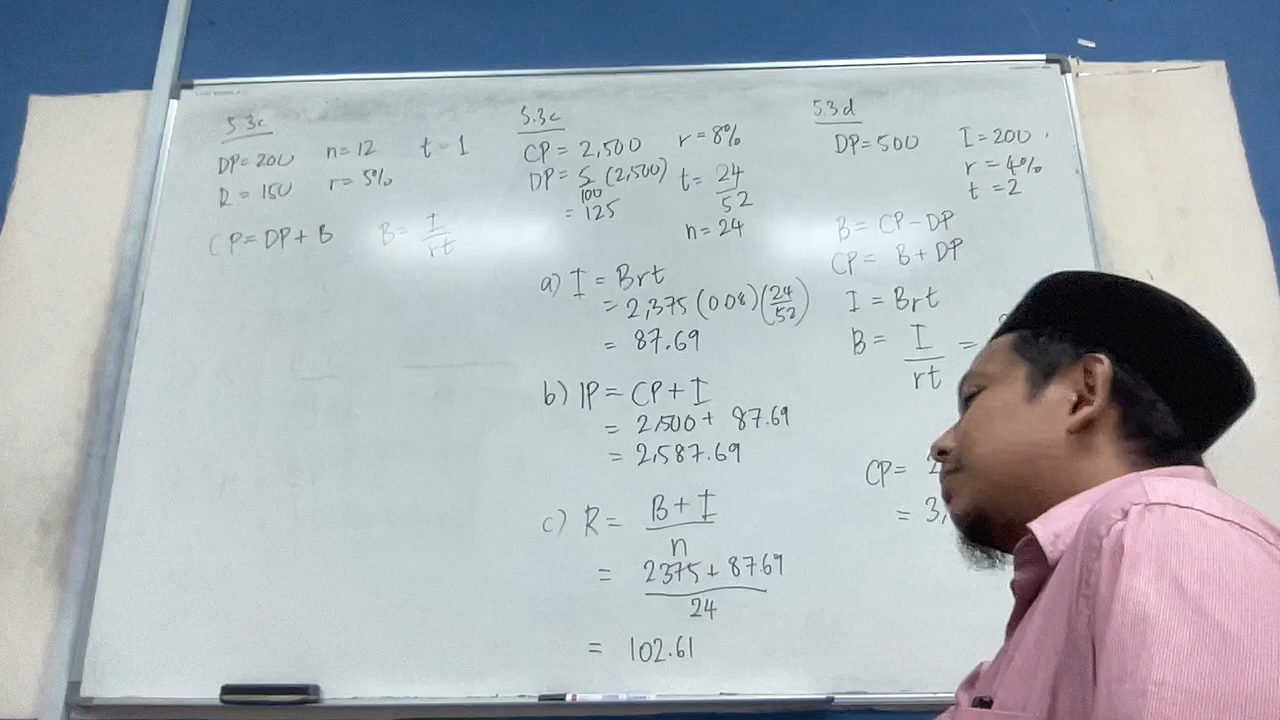 5.3c
DP=200 n=12 t=1
R=150 r=5%
CP=DP+B B=I/rt
5.3c
CP=2,500 r=8%
DP=5/100(2,500) t=24/52
=125
n=24
a) I=Brt
=2,375(0.08)(24/52)
=87.69
b) IP=CP+I
=2,500+87.69
=2,587.69
c) R=B+I/n
=2375+87.69/24
=102.61
5.3d
DP=500 I=200
r=4%
t=2
B=CP-DP
CP=B+DP
I=Brt
B=I/rt=
CP=
=3,